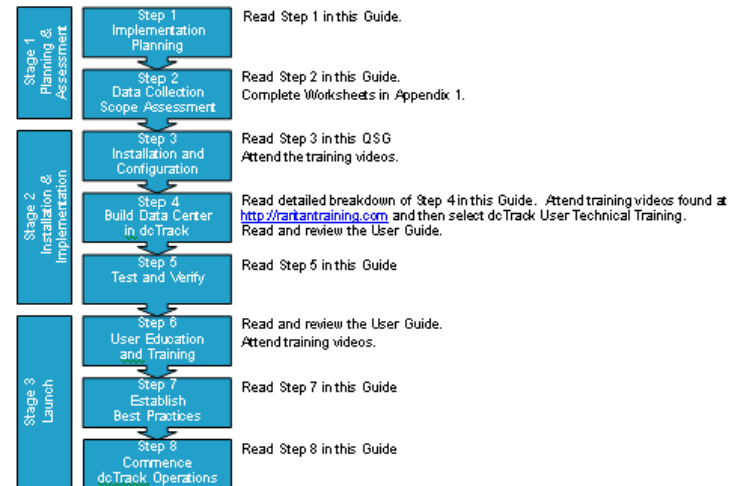 Stage 1
Planning &
Assessment
Step 1
Implementation
Planning
Read Step 1 in this Guide.
Step 2
Data Collection
Scope Assessment
Read Step 2 in this Guide.
Complete Worksheets in Appendix 1.
Stage 2
Installation &
Implementation
Step 3
Installation and
Configuration
Read Step 3 in this QSG
Attend the training videos.
Step 4
Build Data Center
in dcTrack
Read detailed breakdown of Step 4 in this Guide. Attend training videos found at
http://raritantraining.com and then select dcTrack User Technical Training.
Read and review the User Guide.
Step 5
Test and Verify
Read Step 5 in this Guide
Stage 3
Launch
Step 6
User Education
and Training
Read and review the User Guide.
Attend training videos.
Step 7
Establish
Best Practices
Read Step 7 in this Guide
Step 8
Commence
dcTrack Operations
Read Step 8 in this Guide